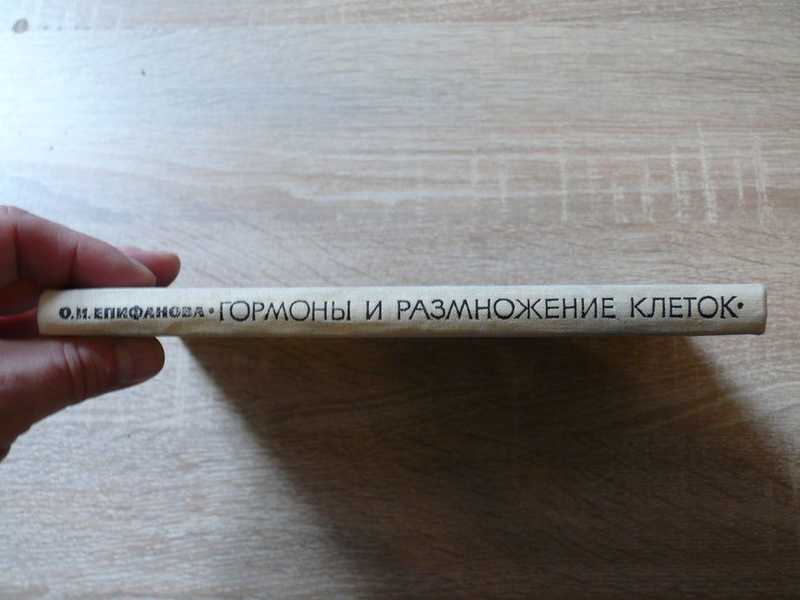 О.И. ЕПИФАНОВА • ГОРМОНЫ И РАЗМНОЖЕНИЕ КЛЕТОК •